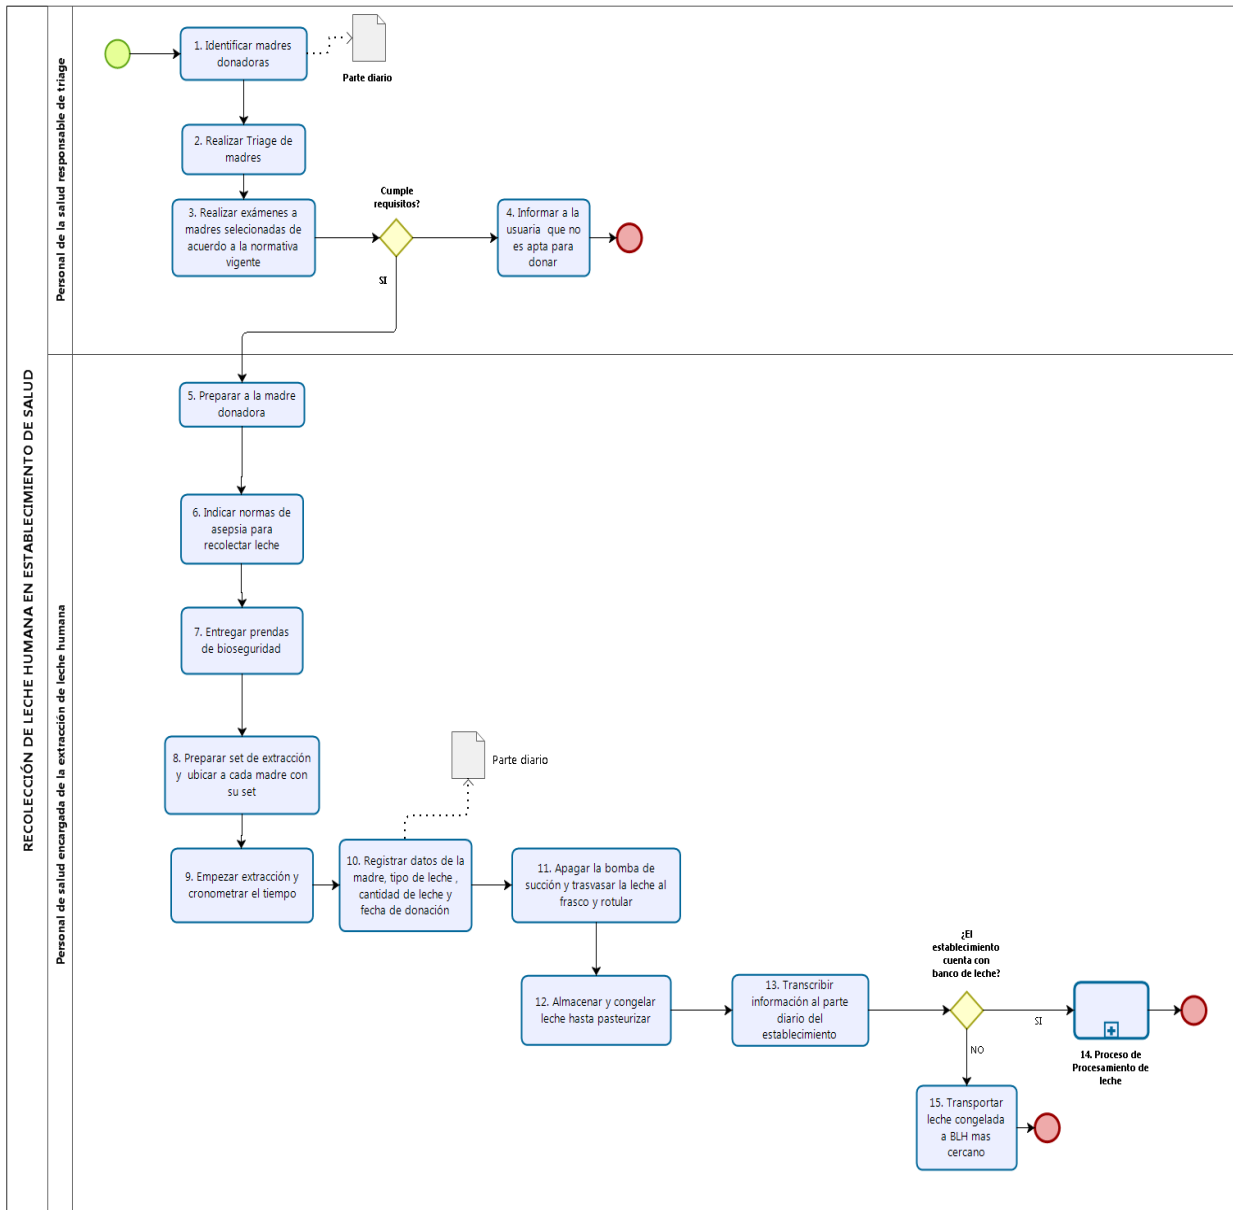 RECOLECCIÓN DE LECHE HUMANA EN ESTABLECIMIENTO DE SALUD
Personal de la salud responsable de triage
1. Identificar madres
donadoras
Parte diario
2. Realizar Triage de
madres
3. Realizar exámenes a
madres selecionadas de
acuerdo a la normativa
vigente
Cumple
requisitos?
SI
4. Informar a la
usuaria que no
es apta para
donar
Personal de salud encargada de la extracción de leche humana
5. Preparar a la madre
donadora
6. Indicar normas de
asepsia para
recolectar leche
7. Entregar prendas
de bioseguridad
8. Preparar set de extracción
y ubicar a cada madre con
su set
9. Empezar extracción y
cronometrar el tiempo
Parte diario
10. Registrar datos de la
madre, tipo de leche ,
cantidad de leche y
fecha de donación
11. Apagar la bomba de
succión y trasvasar la leche al
frasco y rotular
12. Almacenar y congelar
leche hasta pasteurizar
13. Transcribir
información al parte
diario del
establecimiento
¿El
establecimiento
cuenta con
banco de leche?
SI
NO
14. Proceso de
Procesamiento de
leche
15. Transportar
leche congelada
a BLH mas
cercano